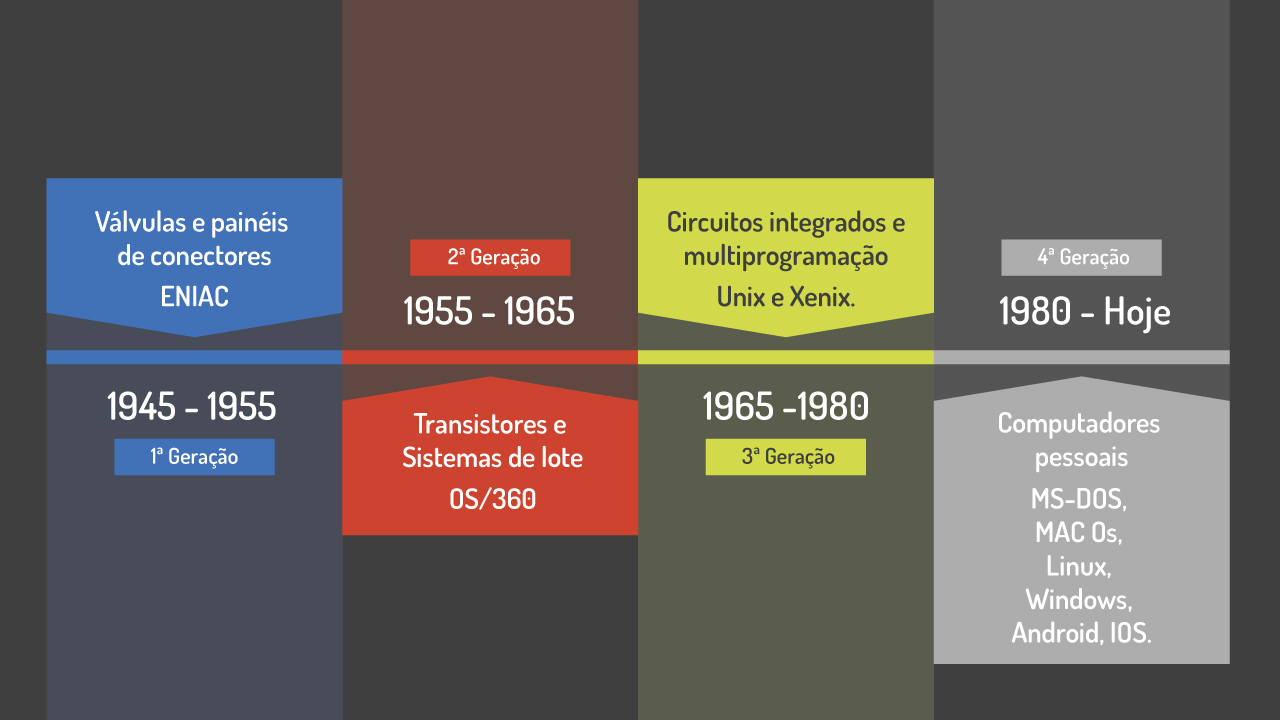 Válvulas e painéis
de conectores
ENIAC
1945 - 1955
1ª Geração
2ª Geração
1955 - 1965
Transistores e
Sistemas de lote
OS/360
Circuitos integrados e
multiprogramação
Unix e Xenix.
1965 -1980
3ª Geração
4ª Geração
1980 - Hoje
Computadores
pessoais
MS-DOS,
MAC Os,
Linux,
Windows,
Android, IOS.